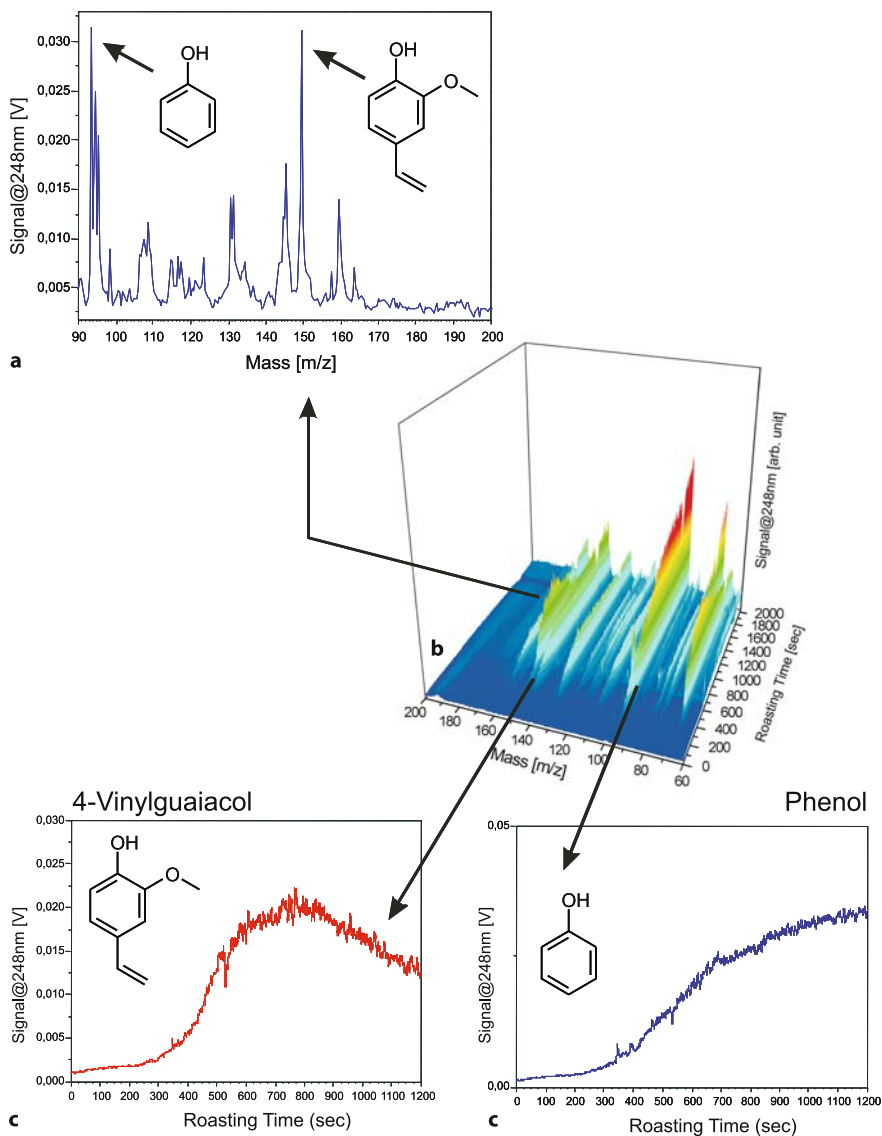 0,030
0,025
0,020
0,015
0,010
0,005
Signal@248nm [V]
OH
OH
O
90 100 110 120 130 140 150 160 170 180 190 200
Mass [m/z]
a
Signal@248nm [arb. unit]
b
2000
1800
1600
1400
1200
1000
800
600
400
200
0
Roasting Time [sec]
200 180 160 140 120 100 80 60
Mass [m/z]
4-Vinylguaiacol
0,030
0,025
0,020
0,015
0,010
0,005
0,000
Signal@248nm [V]
OH
O
0 100 200 300 400 500 600 700 800 900 1000 1100 1200
Roasting Time (sec)
c
Phenol
0,05
0,00
Signal@248nm [V]
OH
0 100 200 300 400 500 600 700 800 900 1000 1100 1200
Roasting Time (sec)
c